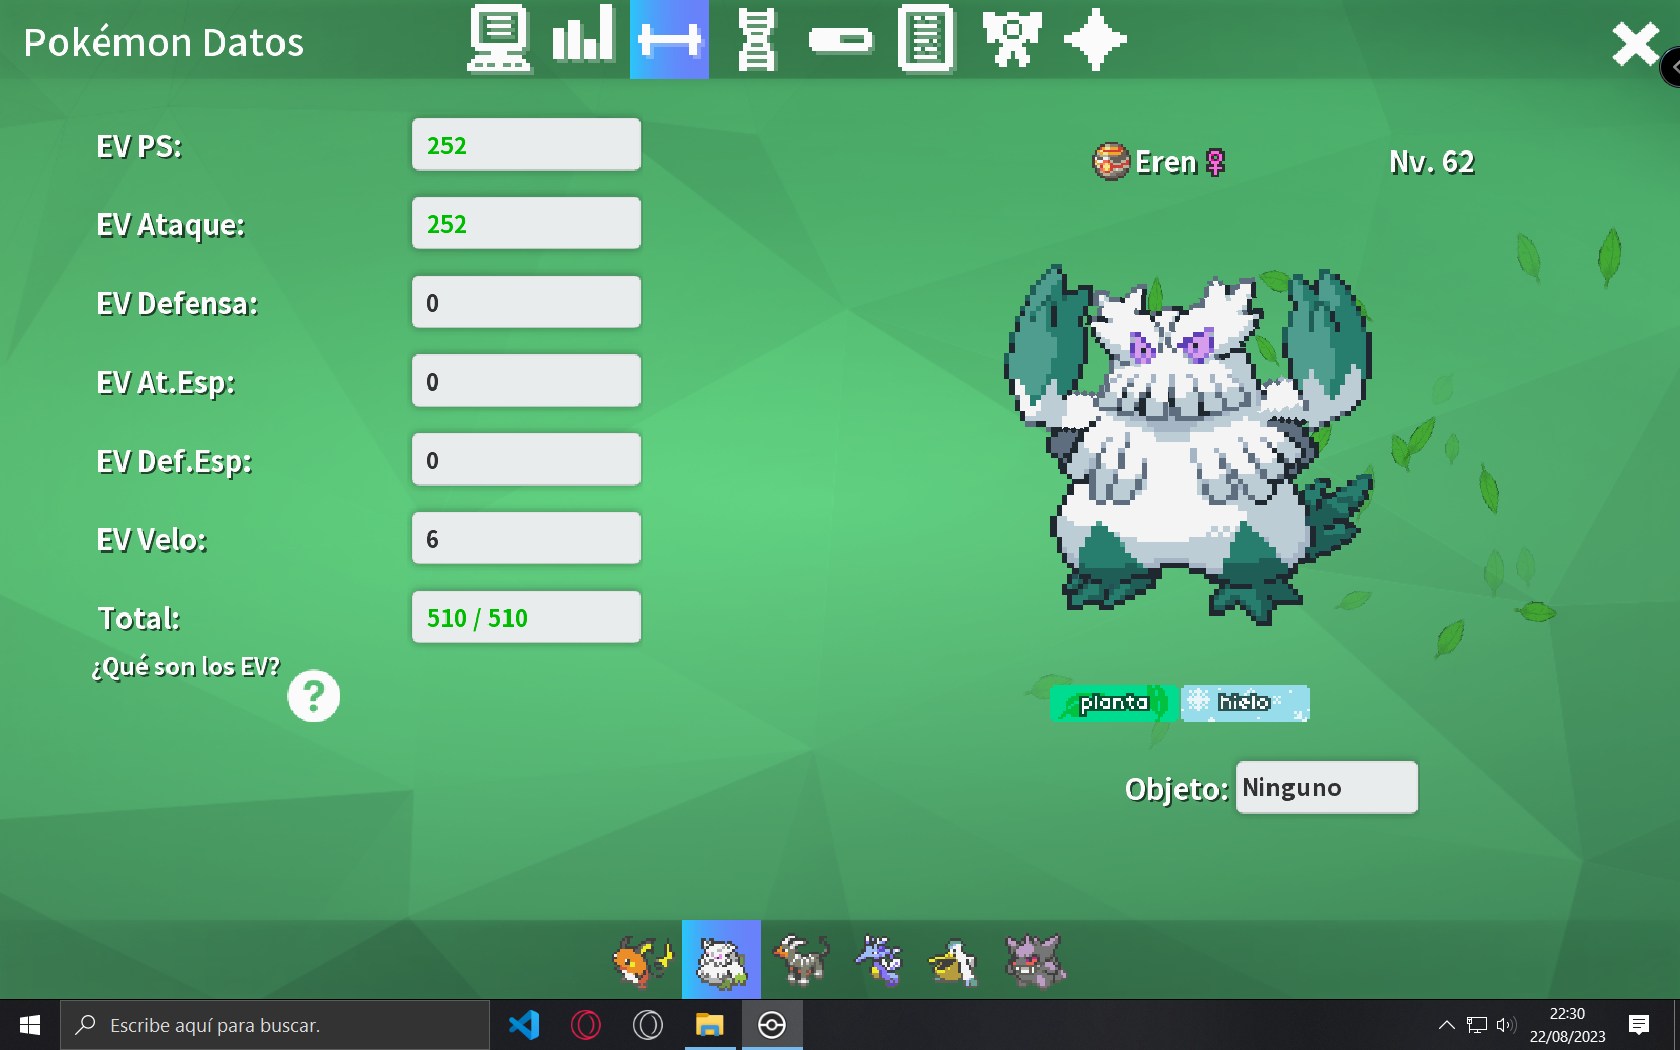 Pokémon Datos
EV PS: 252
EV Ataque: 252
EV Defensa: 0
EV At.Esp: 0
EV Def.Esp: 0
EV Velo: 6
Total: 510 / 510
¿Qué son los EV?
?
Eren ♀ Nv. 62
planta hielo
Objeto: Ninguno
Escribe aquí para buscar.
22:30
22/08/2023